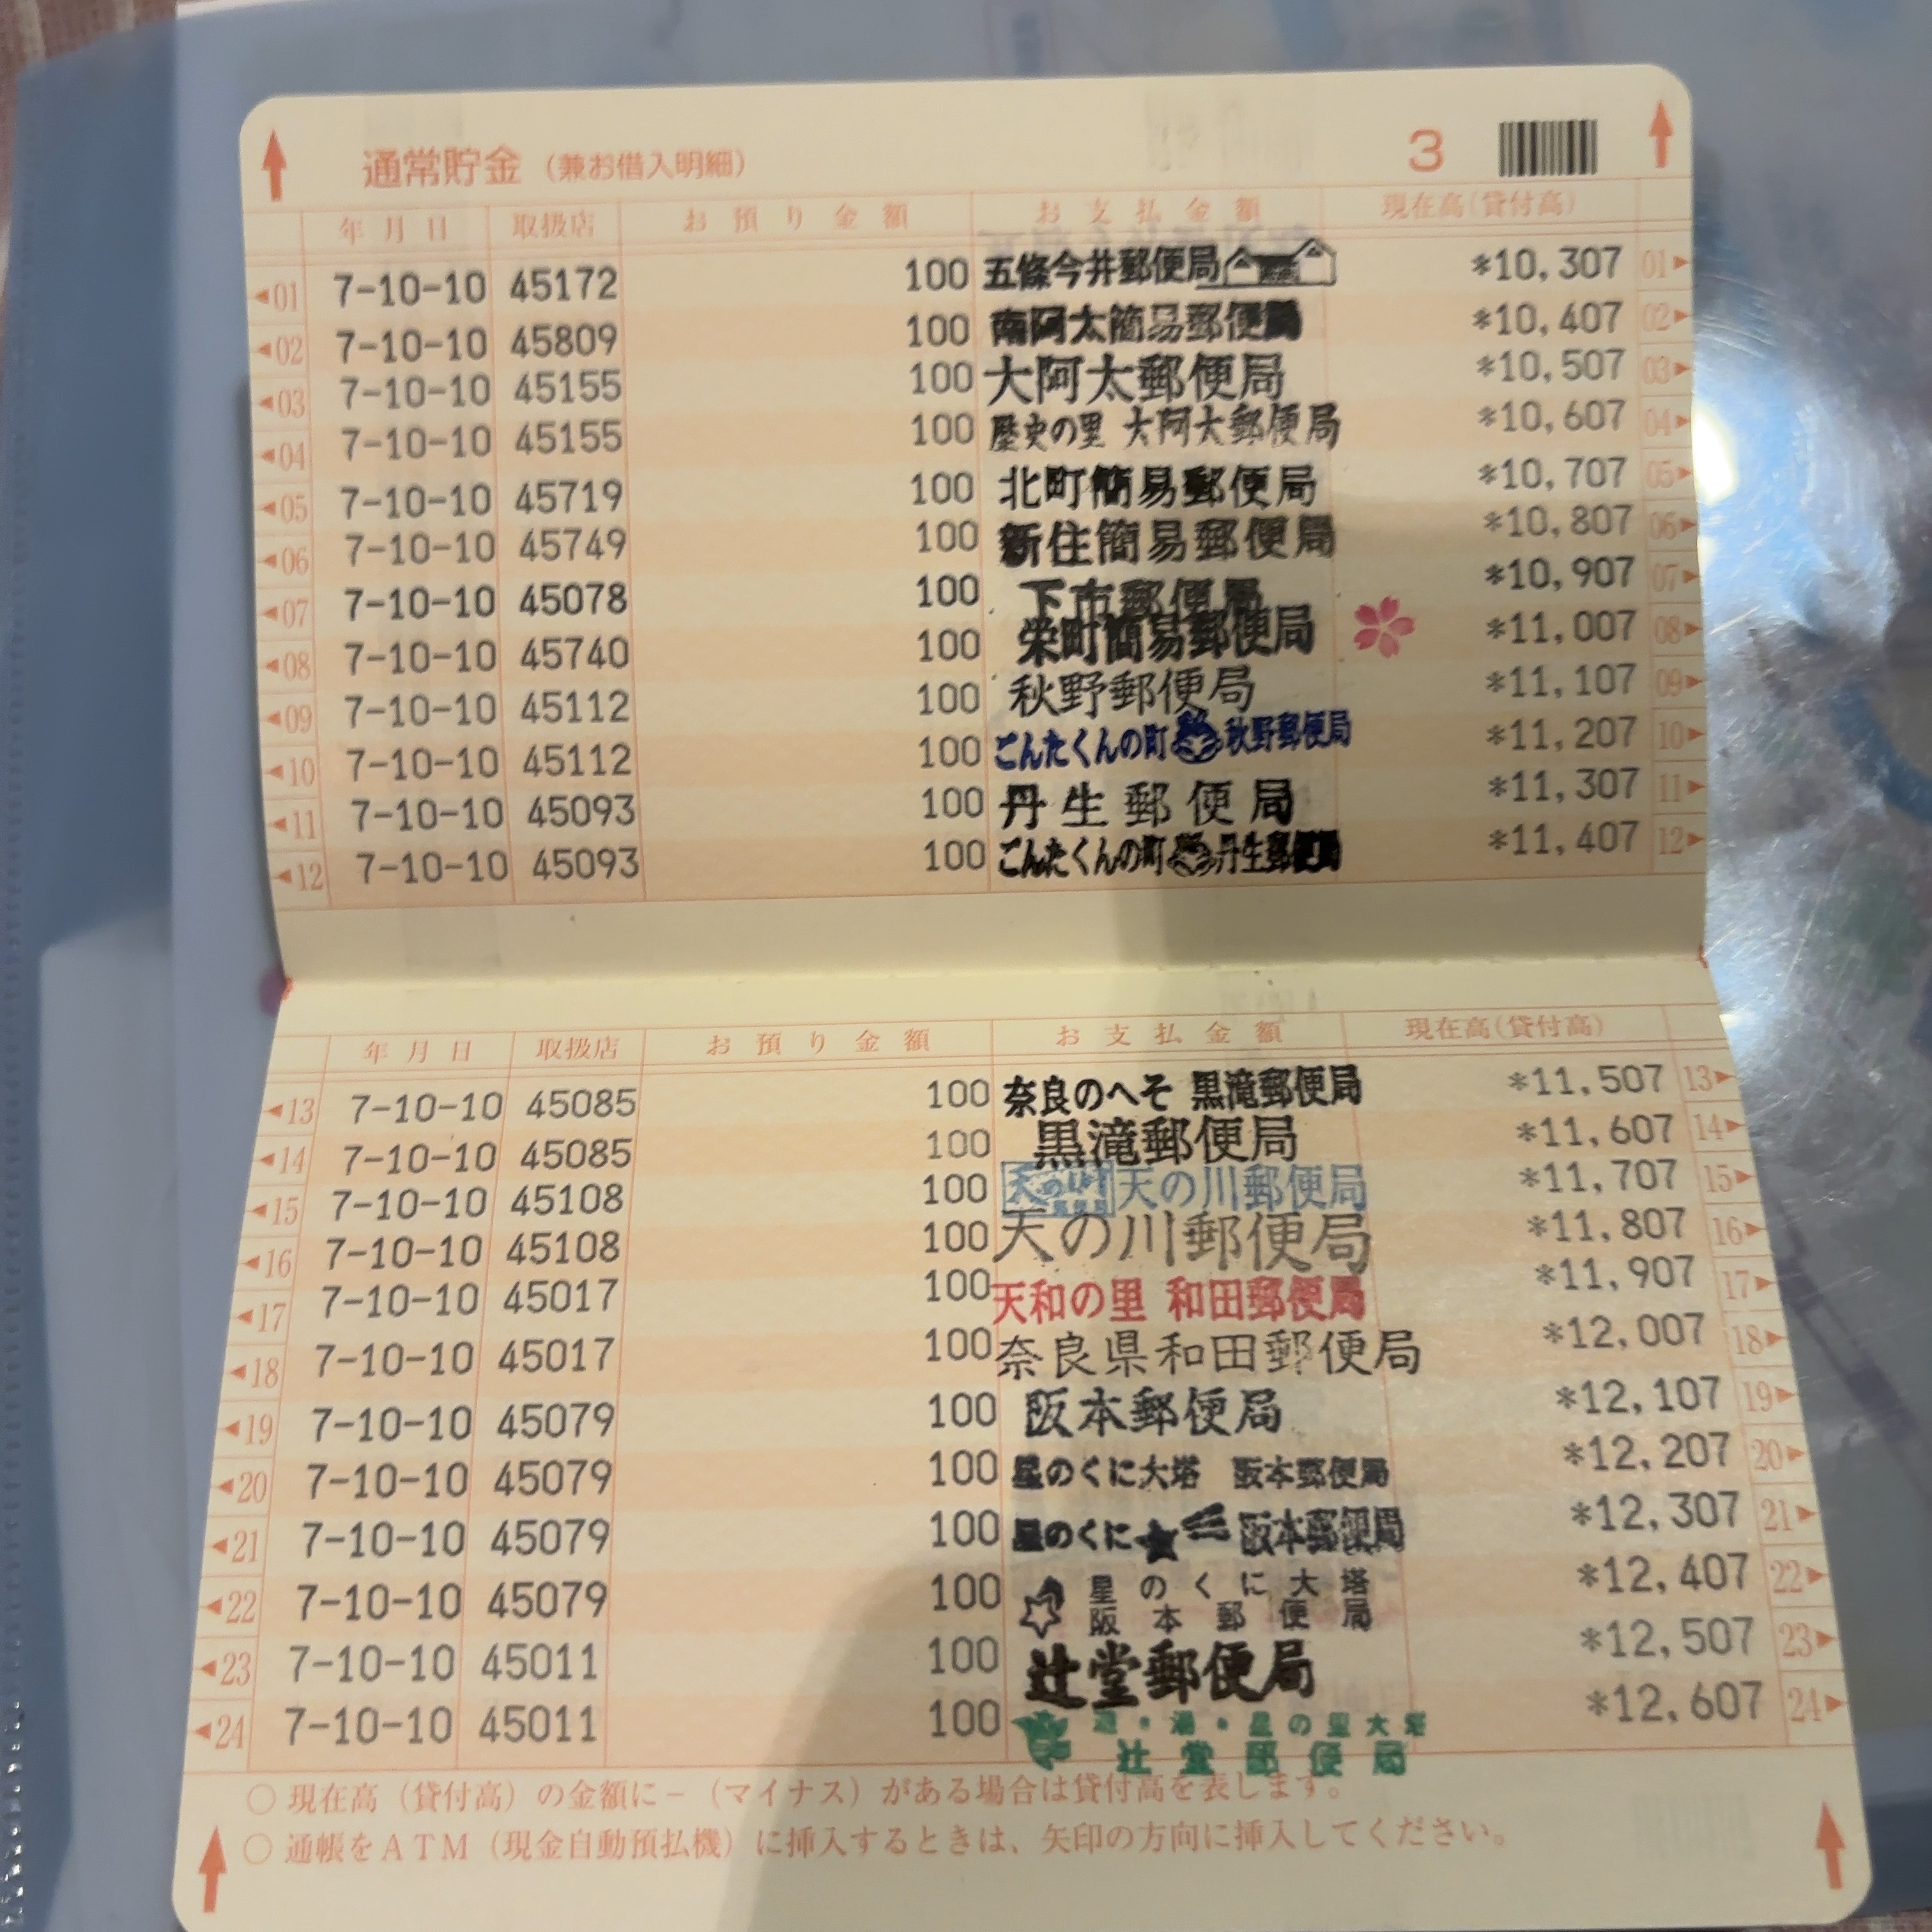 通常貯金（兼お借入明細） 3
年月日 取扱店 お預り金額 お支払金額 現在高(貸付高)
01 7-10-10 45172 100 五條今井郵便局 *10,307 01
02 7-10-10 45809 100 南阿太簡易郵便局 *10,407 02
03 7-10-10 45155 100 大阿太郵便局 *10,507 03
04 7-10-10 45155 100 歴史の里 大阿太郵便局 *10,607 04
05 7-10-10 45719 100 北町簡易郵便局 *10,707 05
06 7-10-10 45749 100 新住簡易郵便局 *10,807 06
07 7-10-10 45078 100 下市郵便局 *10,907 07
08 7-10-10 45740 100 栄町簡易郵便局 *11,007 08
09 7-10-10 45112 100 秋野郵便局 *11,107 09
10 7-10-10 45112 100 ごんたくんの町 秋野郵便局 *11,207 10
11 7-10-10 45093 100 丹生郵便局 *11,307 11
12 7-10-10 45093 100 ごんたくんの町 丹生郵便局 *11,407 12
年月日 取扱店 お預り金額 お支払金額 現在高(貸付高)
13 7-10-10 45085 100 奈良のへそ 黒滝郵便局 *11,507 13
14 7-10-10 45085 100 黒滝郵便局 *11,607 14
15 7-10-10 45108 100 天の川郵便局 *11,707 15
16 7-10-10 45108 100 天の川郵便局 *11,807 16
17 7-10-10 45017 100 天和の里 和田郵便局 *11,907 17
18 7-10-10 45017 100 奈良県和田郵便局 *12,007 18
19 7-10-10 45079 100 阪本郵便局 *12,107 19
20 7-10-10 45079 100 星のくに大塔 阪本郵便局 *12,207 20
21 7-10-10 45079 100 星のくに 阪本郵便局 *12,307 21
22 7-10-10 45079 100 星のくに大塔 阪本郵便局 *12,407 22
23 7-10-10 45011 100 辻堂郵便局 *12,507 23
24 7-10-10 45011 100 星の里大塔 辻堂郵便局 *12,607 24
○ 現在高（貸付高）の金額に－（マイナス）がある場合は貸付高を表します。
○ 通帳をＡＴＭ（現金自動預払機）に挿入するときは、矢印の方向に挿入してください。